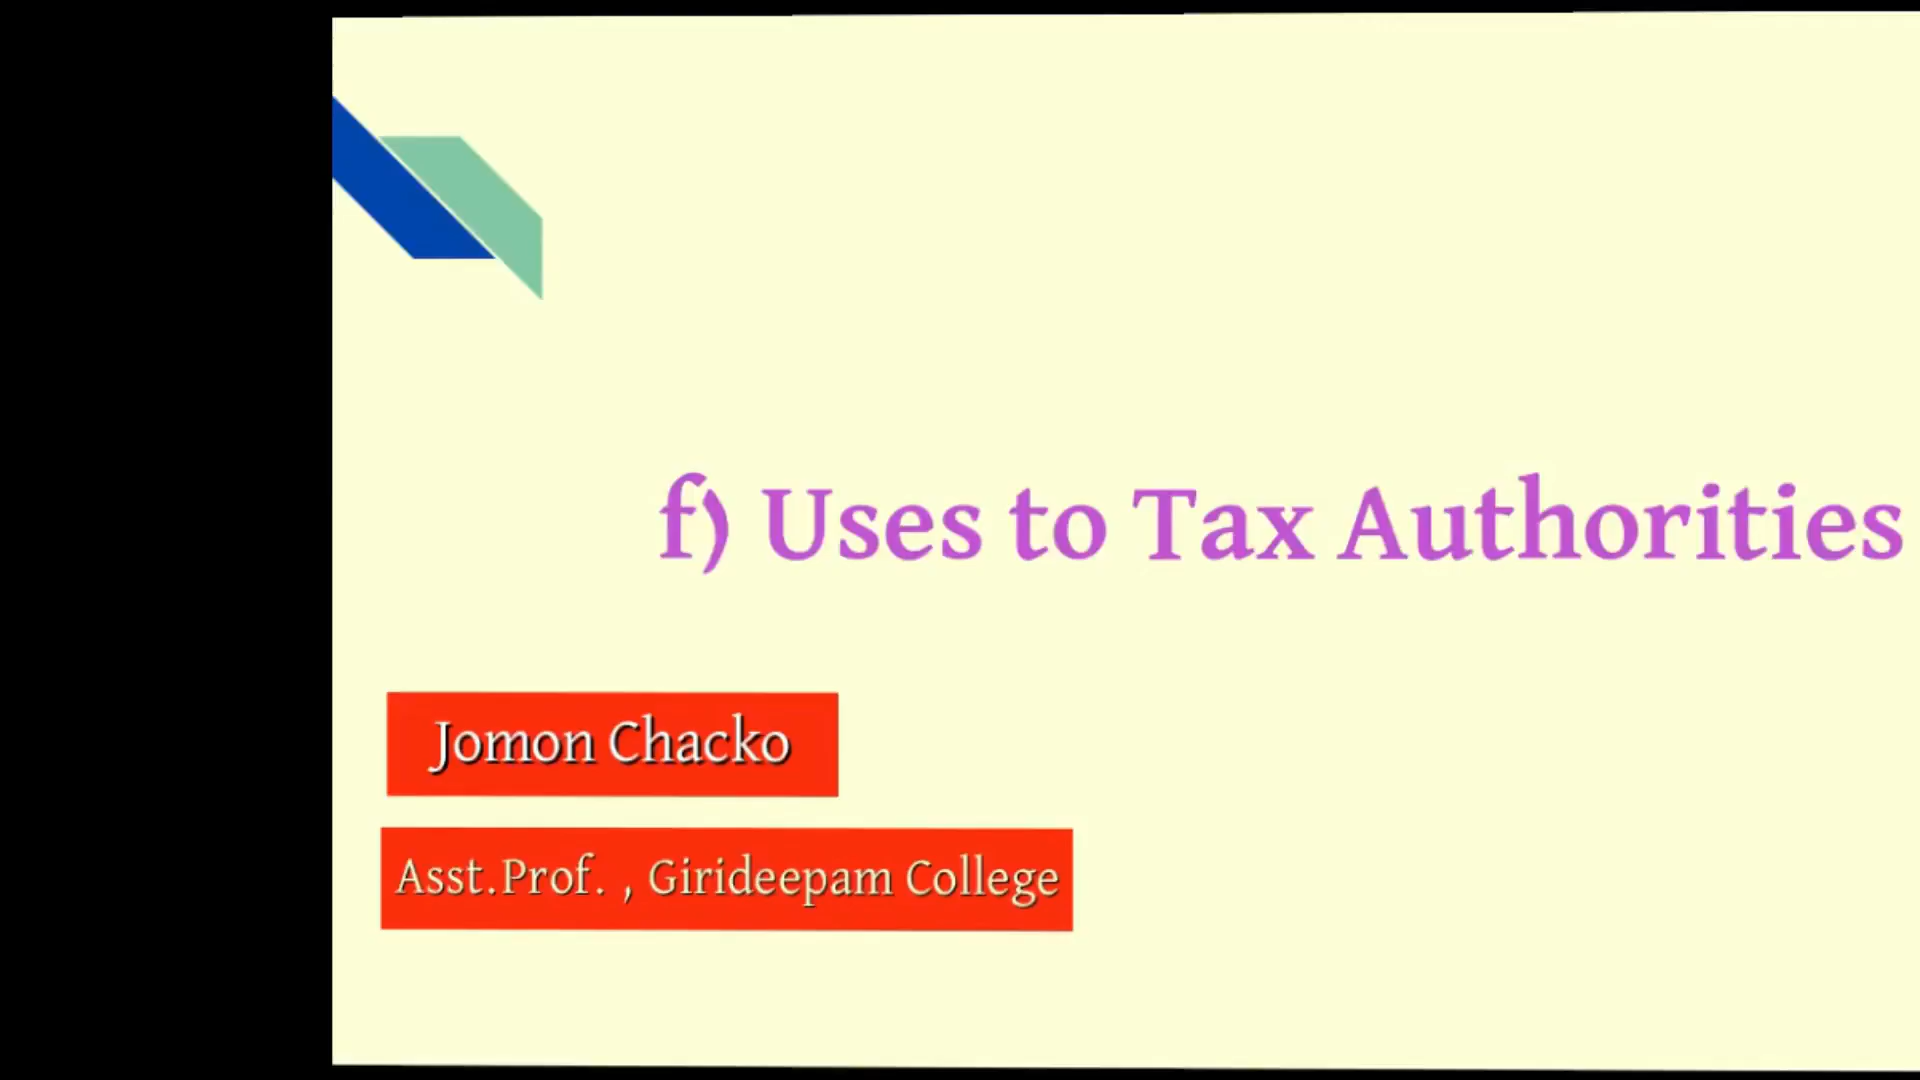 f) Uses to Tax Authorities
Jomon Chacko
Asst.Prof. , Girideepam College